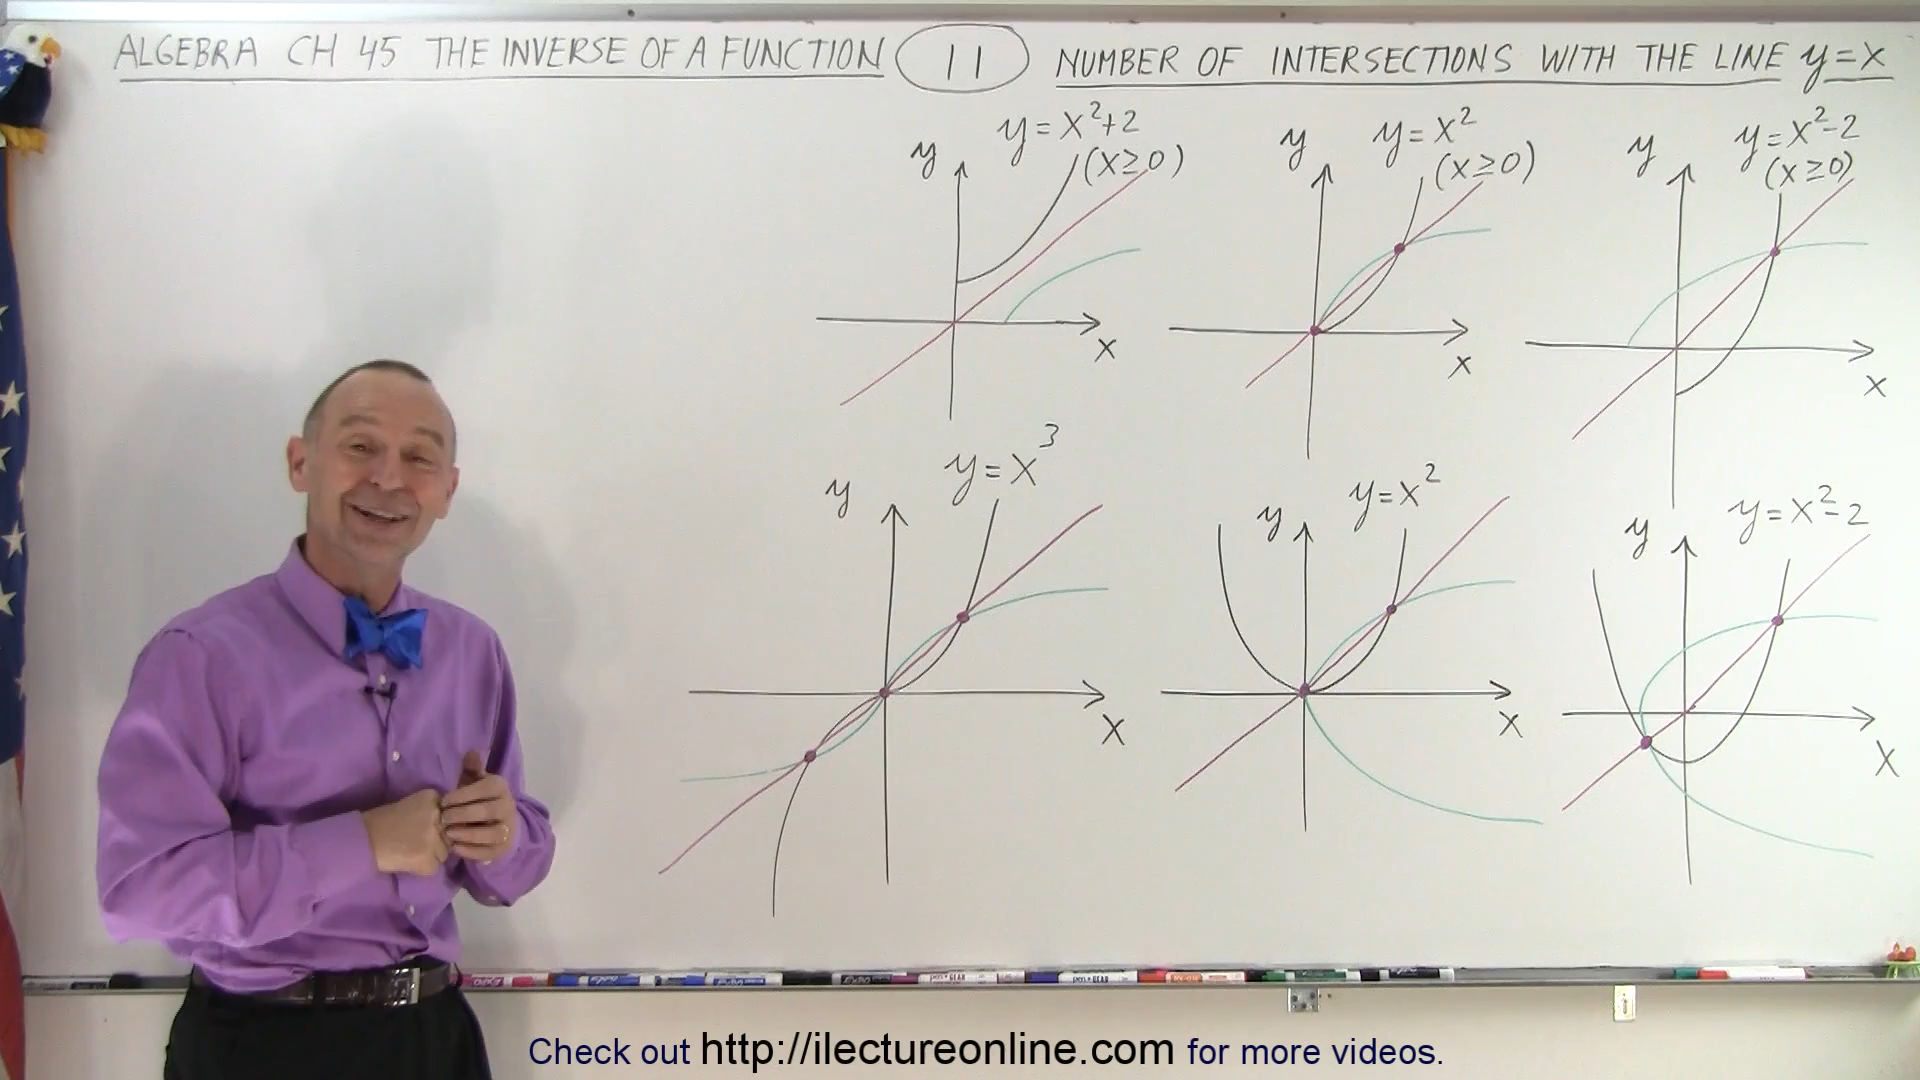 ALGEBRA CH 45 THE INVERSE OF A FUNCTION 11 NUMBER OF INTERSECTIONS WITH THE LINE y=x
y y=x²+2
(x≥0)
x
y y=x²
(x≥0)
x
y y=x²-2
(x≥0)
x
y y=x³
x
y y=x²
x
y y=x²-2
x
Check out http://ilectureonline.com for more videos.